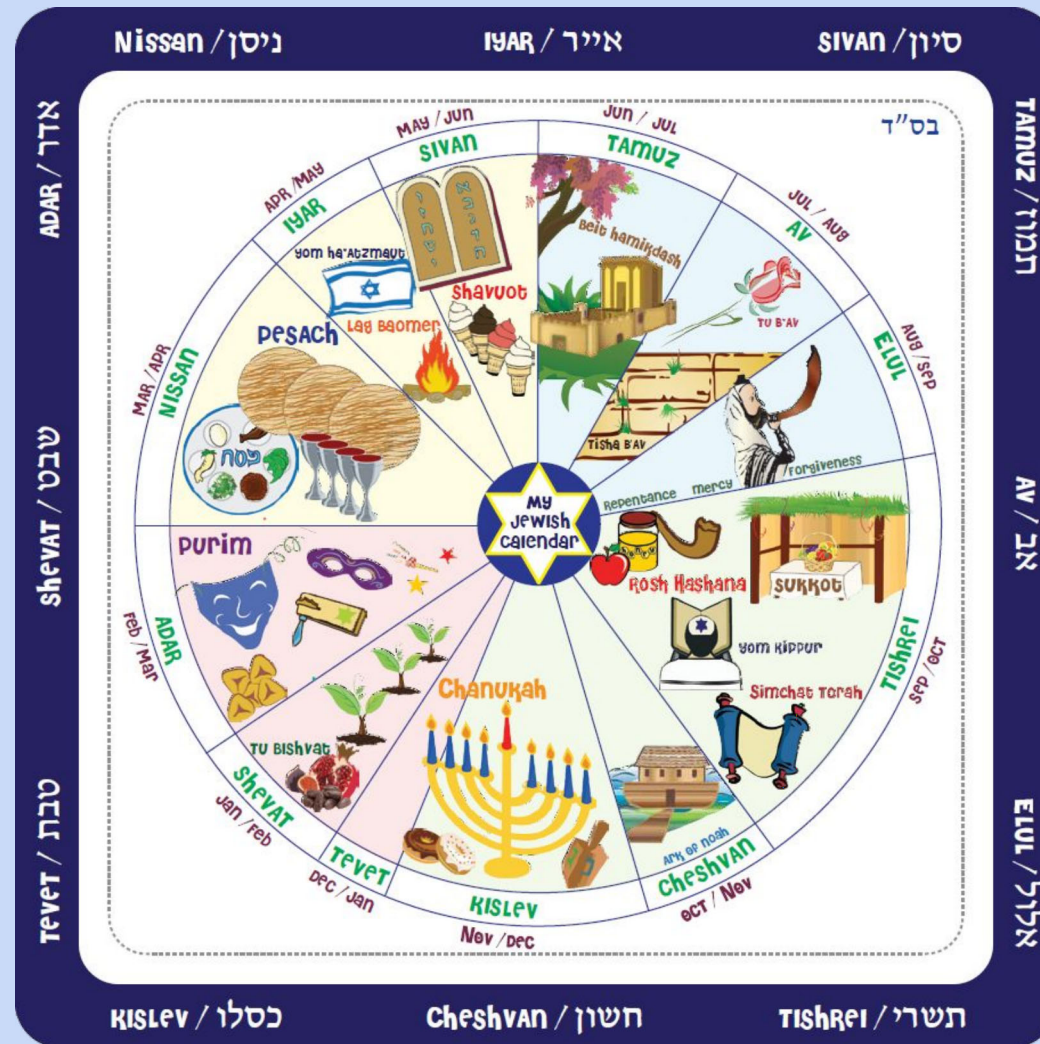 Nissan / ניסן
IYAR / אייר
SIVAN / סיון
TAMUZ / תמוז
AV / אב
ELUL / אלול
TISHREI / תשרי
CHESHVAN / חשון
KISLEV / כסלו
TEVET / טבת
SHEVAT / שבט
ADAR / אדר
בס״ד
MAY / JUN
SIVAN
JUN / JUL
TAMUZ
JUL / AUG
AV
AUG / SEP
ELUL
TISHREI
SEP / OCT
CHESHVAN
OCT / NOV
KISLEV
NOV / DEC
TEVET
DEC / JAN
SHEVAT
JAN / FEB
ADAR
FEB / MAR
NISSAN
MAR / APR
IYAR
APR / MAY
MY
JEWISH
CALENDAR
Shavuot
Beit hamikdash
TU B'AV
Tisha B'AV
Repentance mercy Forgiveness
Rosh Hashana
SUKKOT
yom Kippur
Simchat Torah
Ark of noah
Chanukah
TU BISHVAT
Purim
Pesach
פסח
Lag Baomer
yom ha'Atzmaut